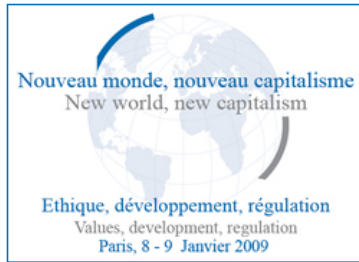 Nouveau monde, nouveau capitalisme
New world, new capitalism
Ethique, développement, régulation
Values, development, regulation
Paris, 8 - 9 Janvier 2009